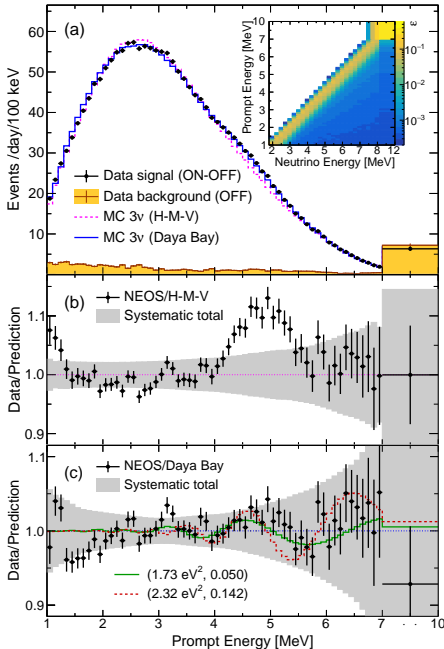 (a)
Events /day/100 keV
60
50
40
30
20
10
Prompt Energy [MeV]
10
7
6
5
4
3
2
1
2 3 4 5 6 7 8 12
Neutrino Energy [MeV]
ε
10⁻¹
10⁻²
10⁻³
Data signal (ON-OFF)
Data background (OFF)
MC 3ν (H-M-V)
MC 3ν (Daya Bay)
(b)
Data/Prediction
1.1
1.0
0.9
NEOS/H-M-V
Systematic total
(c)
Data/Prediction
1.1
1.0
0.9
NEOS/Daya Bay
Systematic total
(1.73 eV², 0.050)
(2.32 eV², 0.142)
1 2 3 4 5 6 7 10
Prompt Energy [MeV]